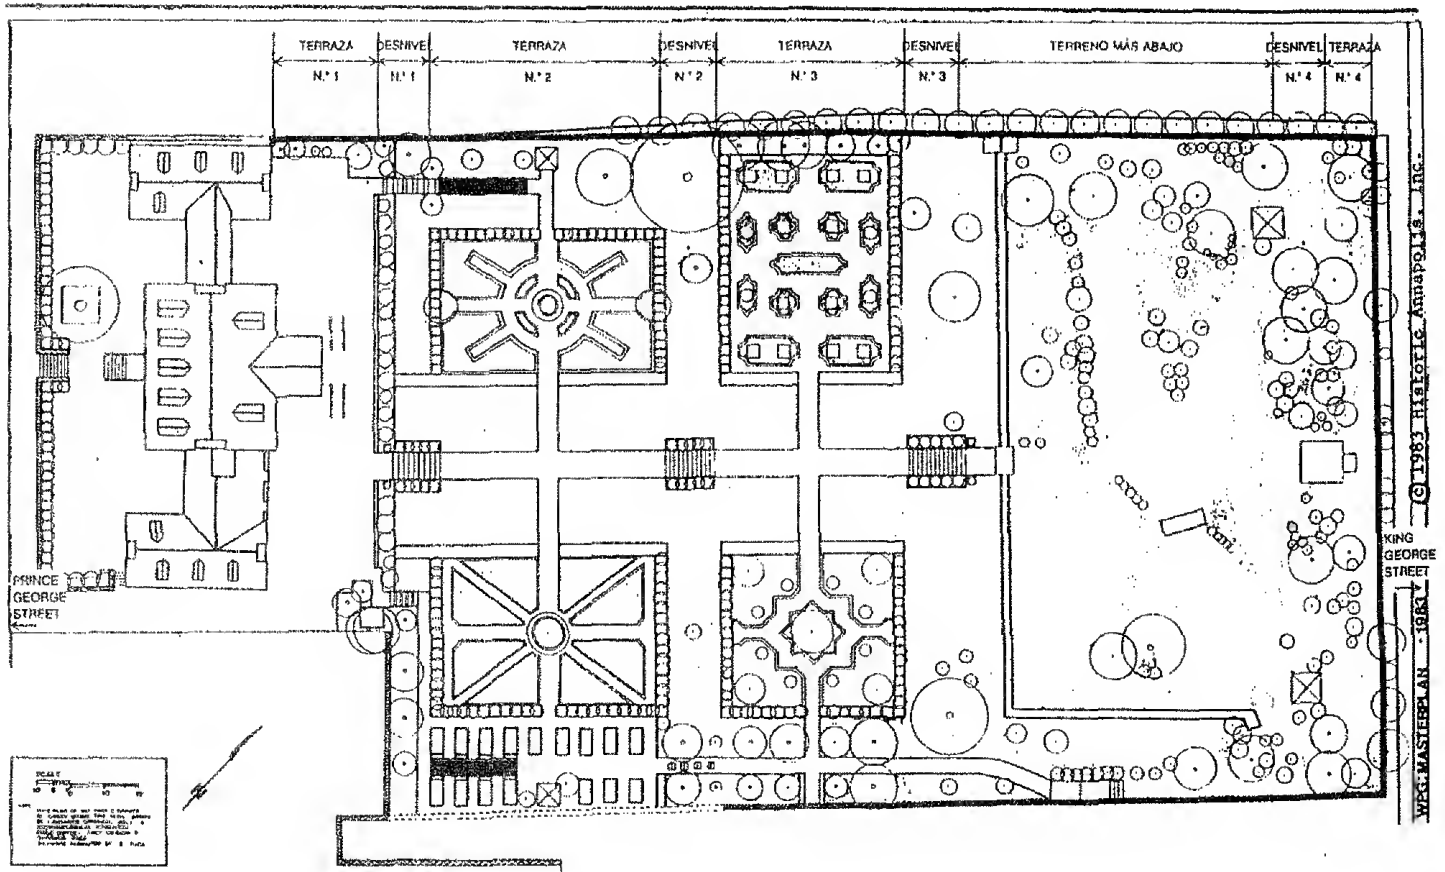 TERRAZA
N.° 1
DESNIVEL
N.° 1
TERRAZA
N.° 2
DESNIVEL
N.° 2
TERRAZA
N.° 3
DESNIVEL
N.° 3
TERRENO MÁS ABAJO
DESNIVEL
N.° 4
TERRAZA
N.° 4
© 1983 Historic Annapolis, Inc.
PRINCE
GEORGE
STREET
KING
GEORGE
STREET
WPG:MASTERPLAN -1983
SCALE